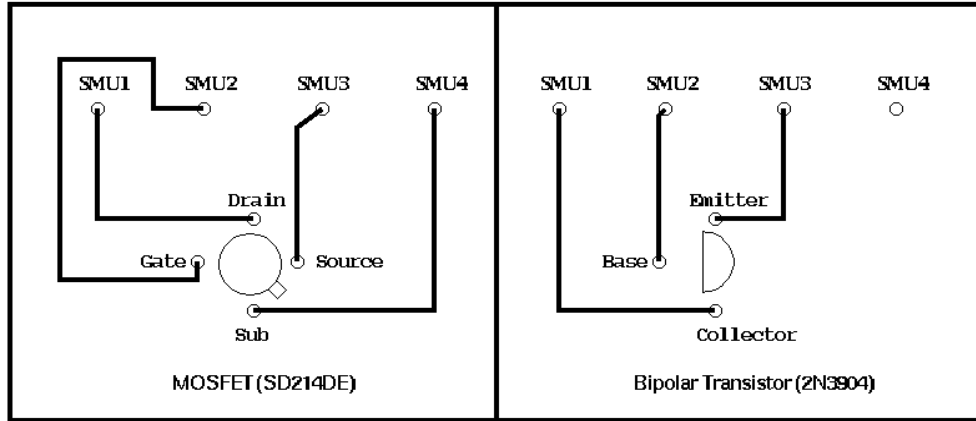 SMU1 SMU2 SMU3 SMU4
Drain
Gate Source
Sub
MOSFET (SD214DE)
SMU1 SMU2 SMU3 SMU4
Emitter
Base
Collector
Bipolar Transistor (2N3904)